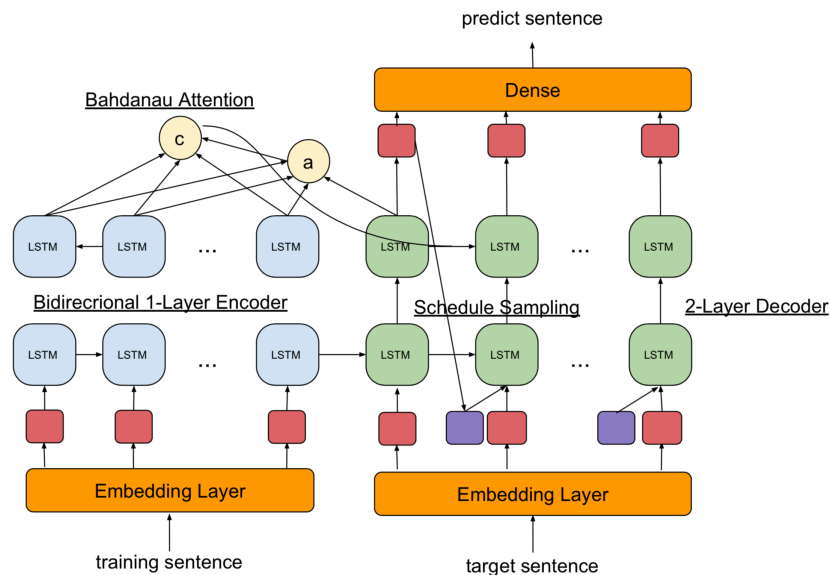 predict sentence
Dense
Bahdanau Attention
c
a
LSTM LSTM ... LSTM LSTM LSTM ... LSTM
Bidirecrional 1-Layer Encoder
Schedule Sampling
2-Layer Decoder
LSTM LSTM ... LSTM LSTM LSTM ... LSTM
Embedding Layer
Embedding Layer
training sentence
target sentence